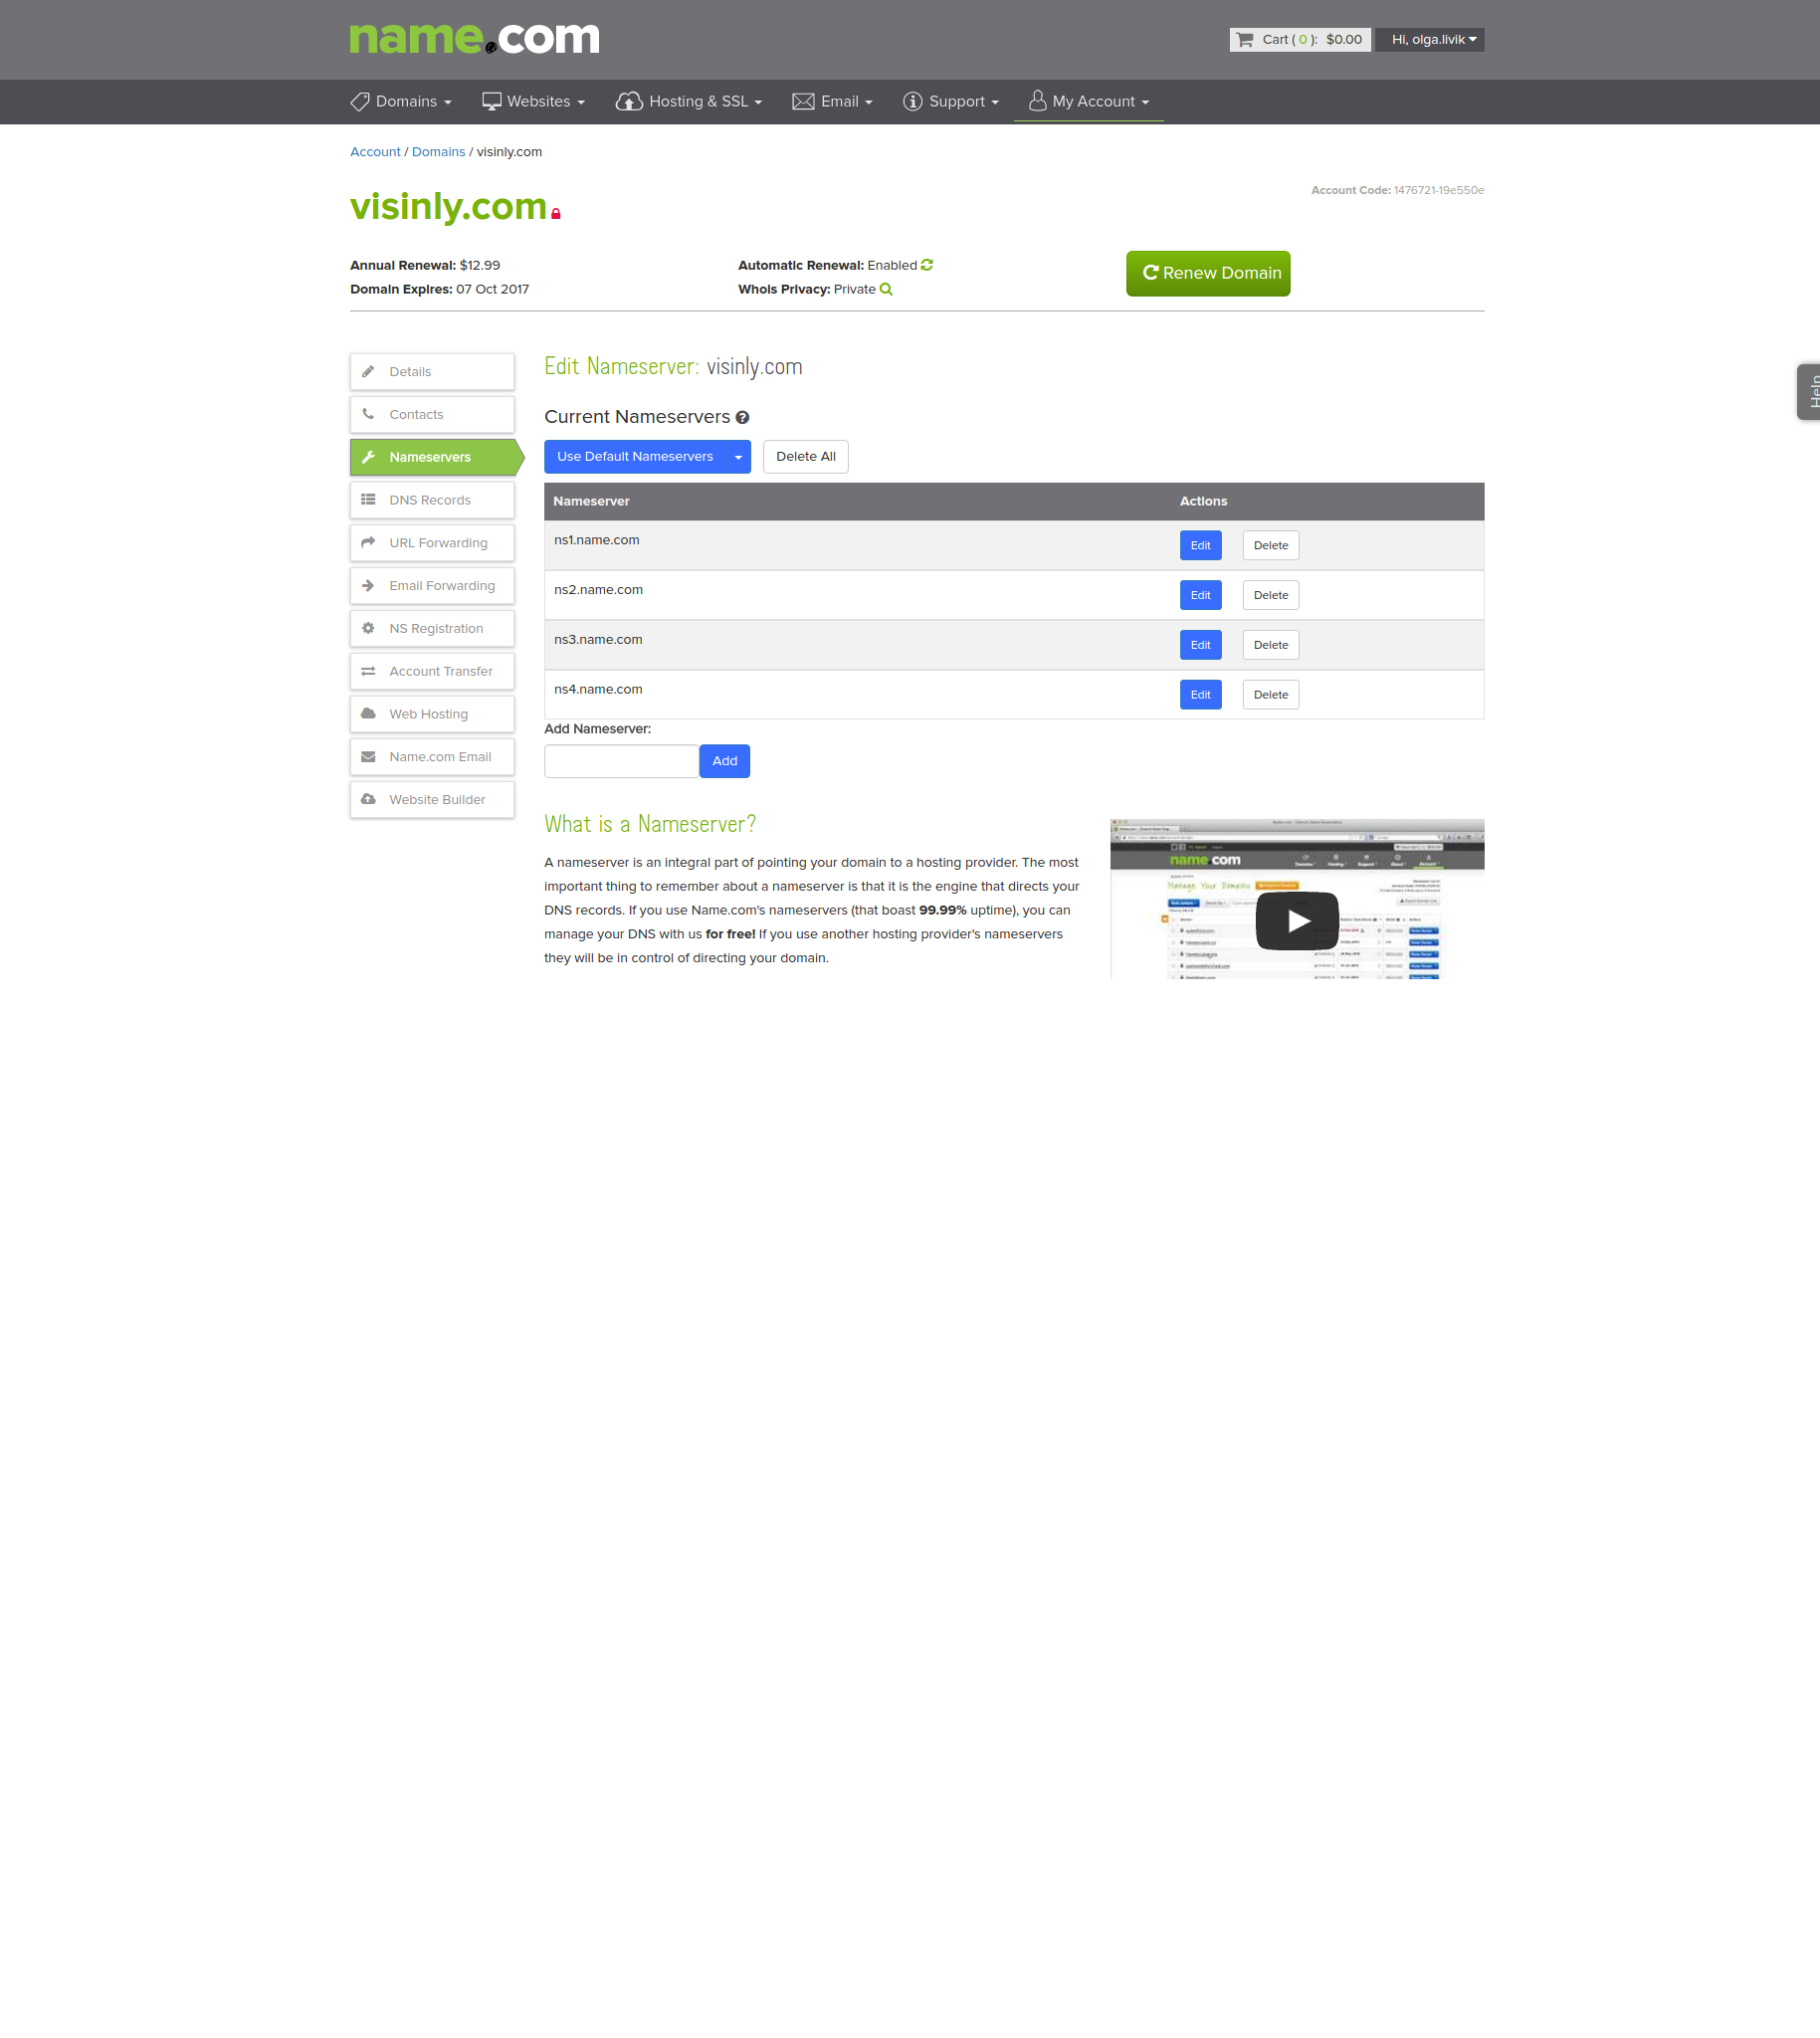 name.com
Cart ( 0 ): $0.00
Hi, olga.livik
Domains
Websites
Hosting & SSL
Email
Support
My Account
Account / Domains / visinly.com
visinly.com
Account Code: 1476721-19e550e
Annual Renewal: $12.99
Automatic Renewal: Enabled
Renew Domain
Domain Expires: 07 Oct 2017
Whois Privacy: Private
Help
Details
Contacts
Nameservers
DNS Records
URL Forwarding
Email Forwarding
NS Registration
Account Transfer
Web Hosting
Name.com Email
Website Builder
Edit Nameserver: visinly.com
Current Nameservers
Use Default Nameservers
Delete All
Nameserver Actions
ns1.name.com Edit Delete
ns2.name.com Edit Delete
ns3.name.com Edit Delete
ns4.name.com Edit Delete
Add Nameserver:
Add
What is a Nameserver?
A nameserver is an integral part of pointing your domain to a hosting provider. The most
important thing to remember about a nameserver is that it is the engine that directs your
DNS records. If you use Name.com's nameservers (that boast 99.99% uptime), you can
manage your DNS with us for free! If you use another hosting provider's nameservers
they will be in control of directing your domain.
name.com
Manage Your Domains